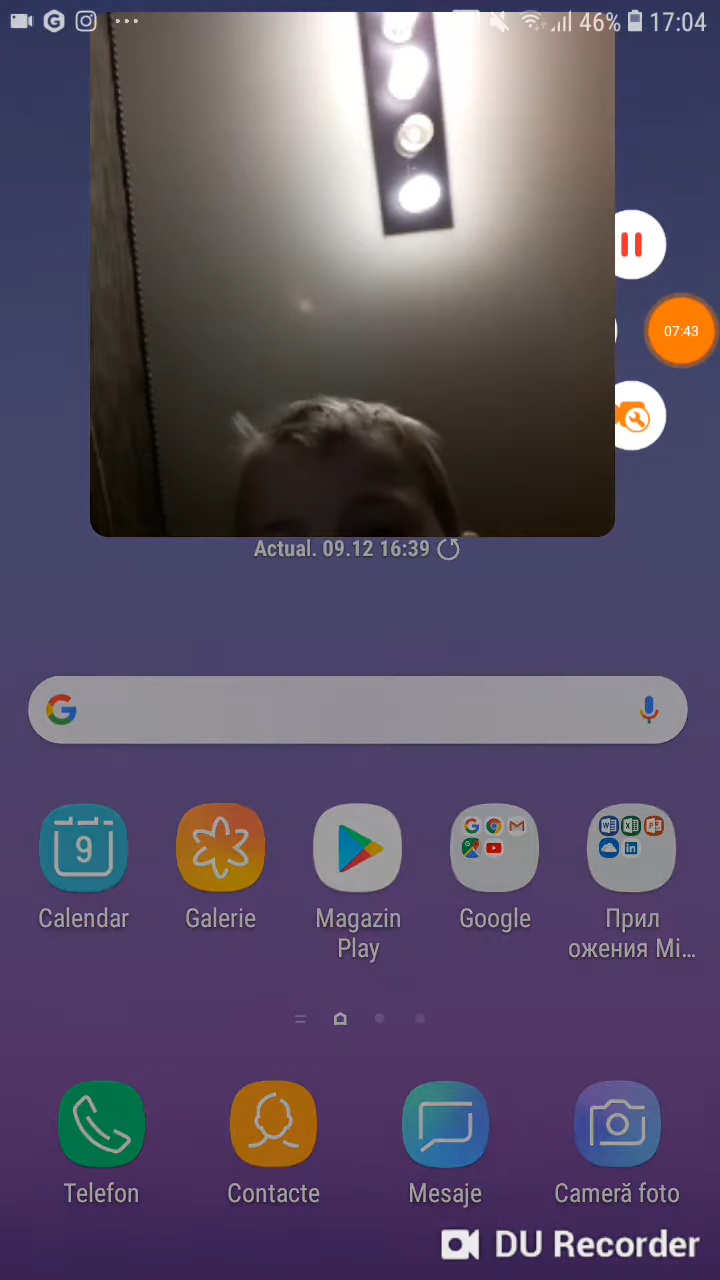 46% 17:04
07:43
Actual. 09.12 16:39
9
Calendar
Galerie
Magazin
Play
Google
Прил
ожения Mi...
Telefon
Contacte
Mesaje
Cameră foto
DU Recorder